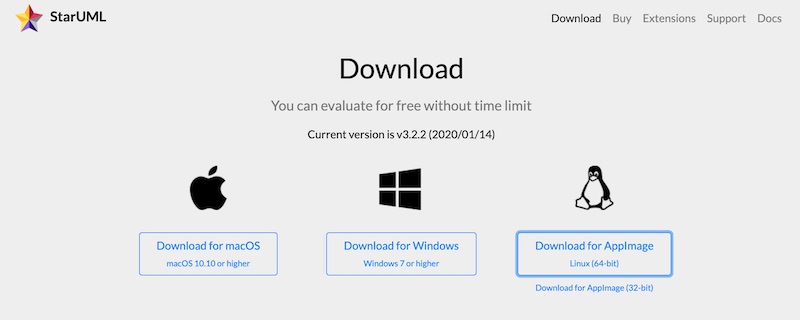 StarUML
Download Buy Extensions Support Docs
Download
You can evaluate for free without time limit
Current version is v3.2.2 (2020/01/14)
Download for macOS
macOS 10.10 or higher
Download for Windows
Windows 7 or higher
Download for AppImage
Linux (64-bit)
Download for AppImage (32-bit)